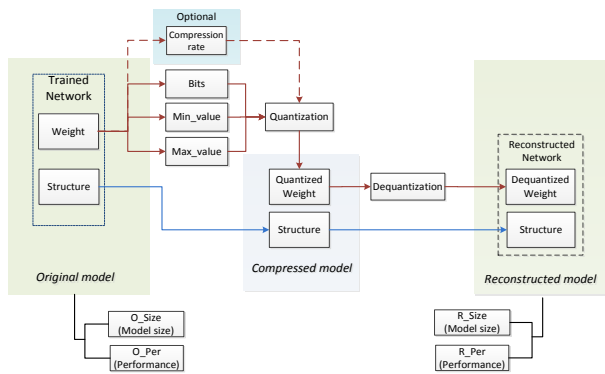 Optional
Compression
rate
Trained
Network
Bits
Weight
Min_value
Quantization
Max_value
Reconstructed
Network
Structure
Quantized
Weight
Dequantization
Dequantized
Weight
Structure
Structure
Original model
Compressed model
Reconstructed model
O_Size
(Model size)
O_Per
(Performance)
R_Size
(Model size)
R_Per
(Performance)